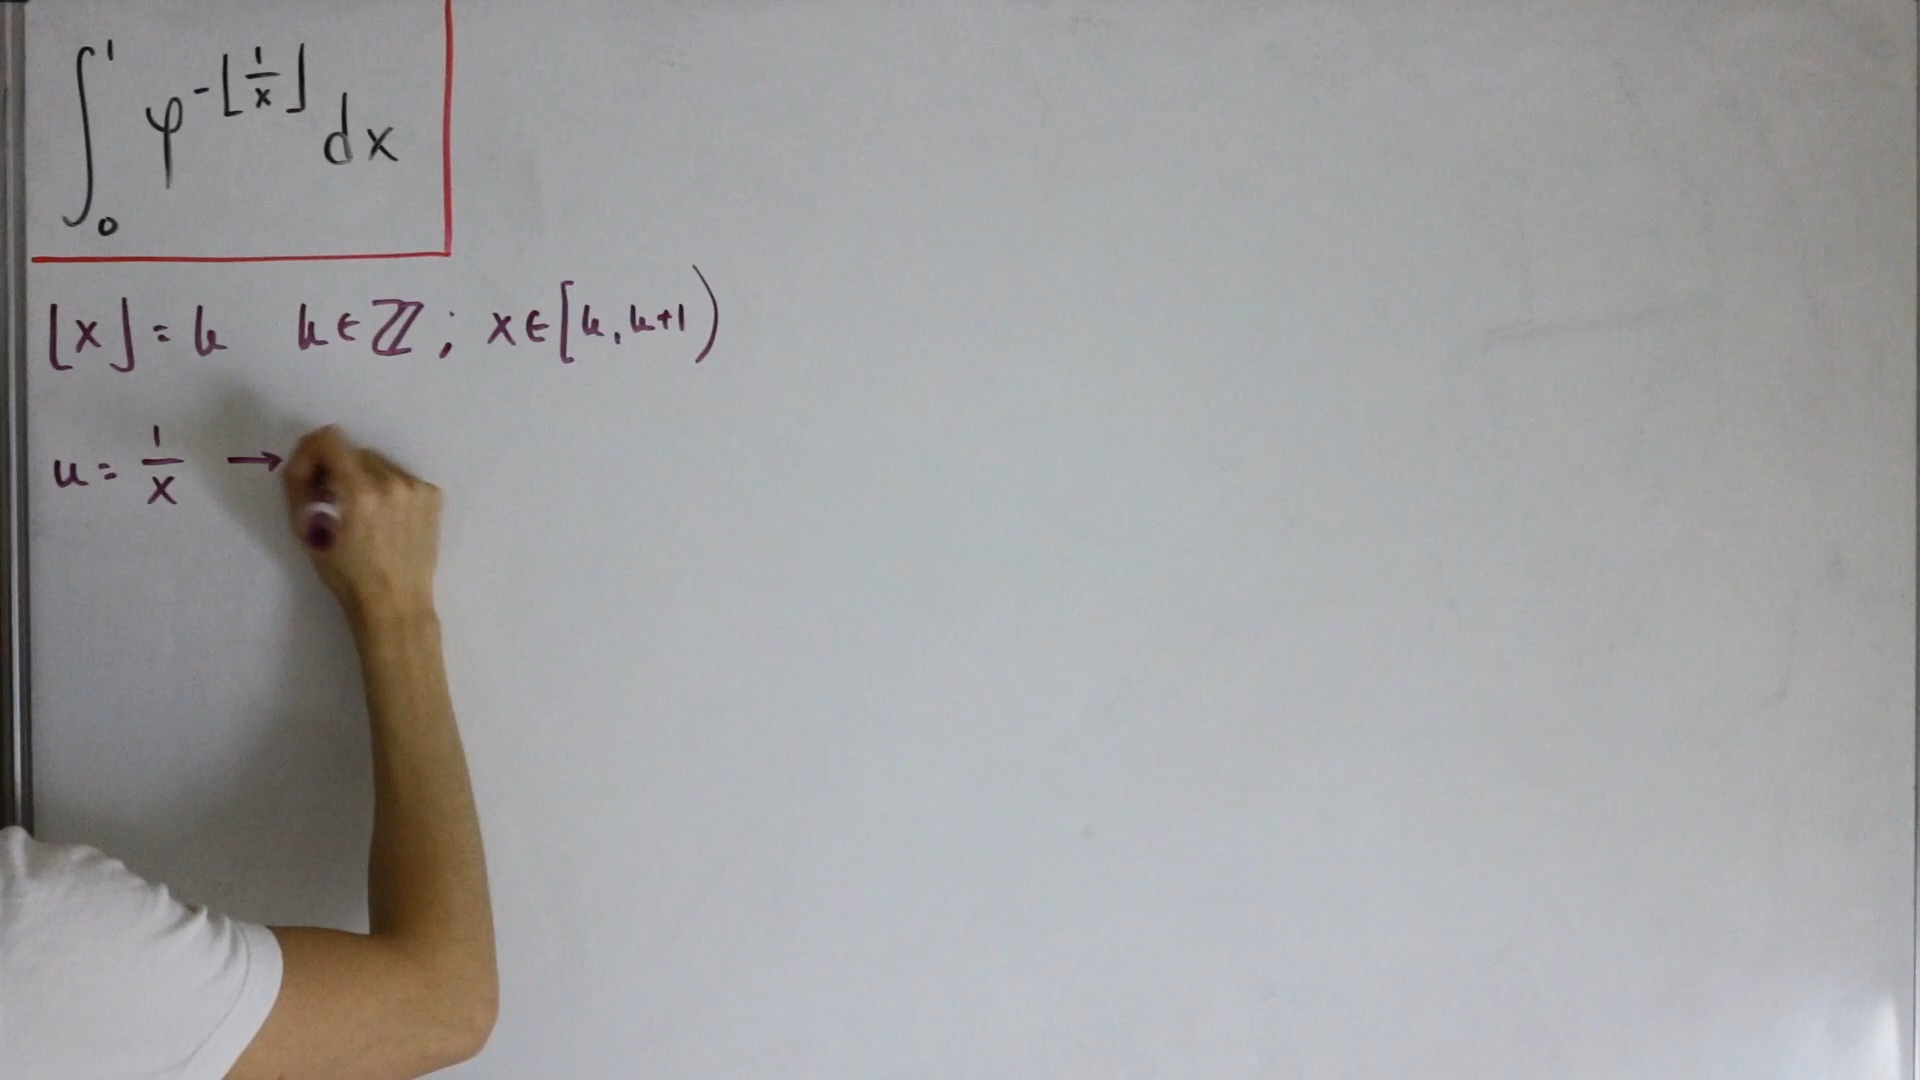 ∫₀¹ φ^(-⌊1/x⌋) dx
⌊x⌋ = k k ∈ ℤ ; x ∈ [k, k+1)
u = 1/x →